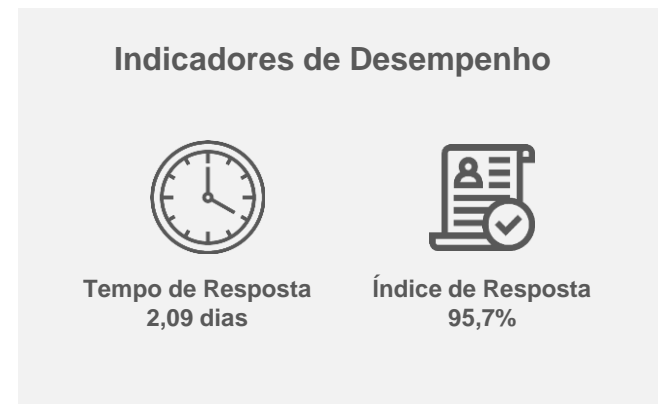 Indicadores de Desempenho
Tempo de Resposta
2,09 dias
Índice de Resposta
95,7%